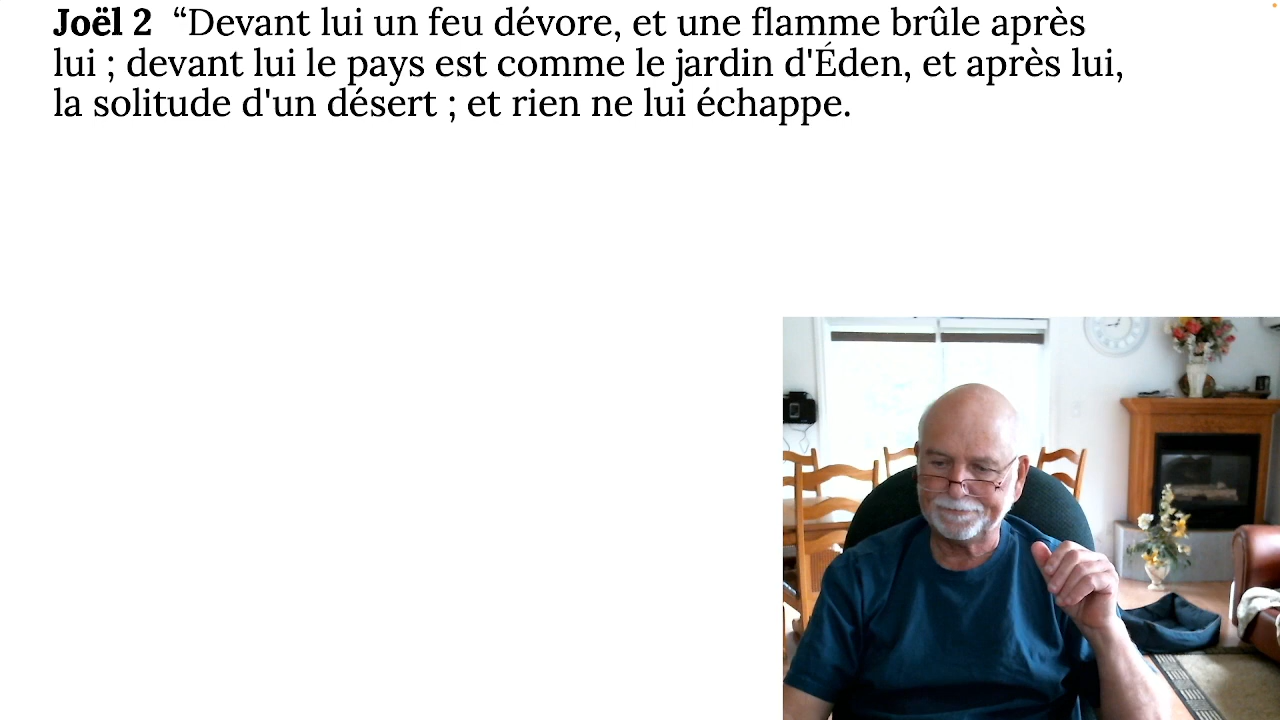 Joël 2 “Devant lui un feu dévore, et une flamme brûle après
lui ; devant lui le pays est comme le jardin d'Éden, et après lui,
la solitude d'un désert ; et rien ne lui échappe.